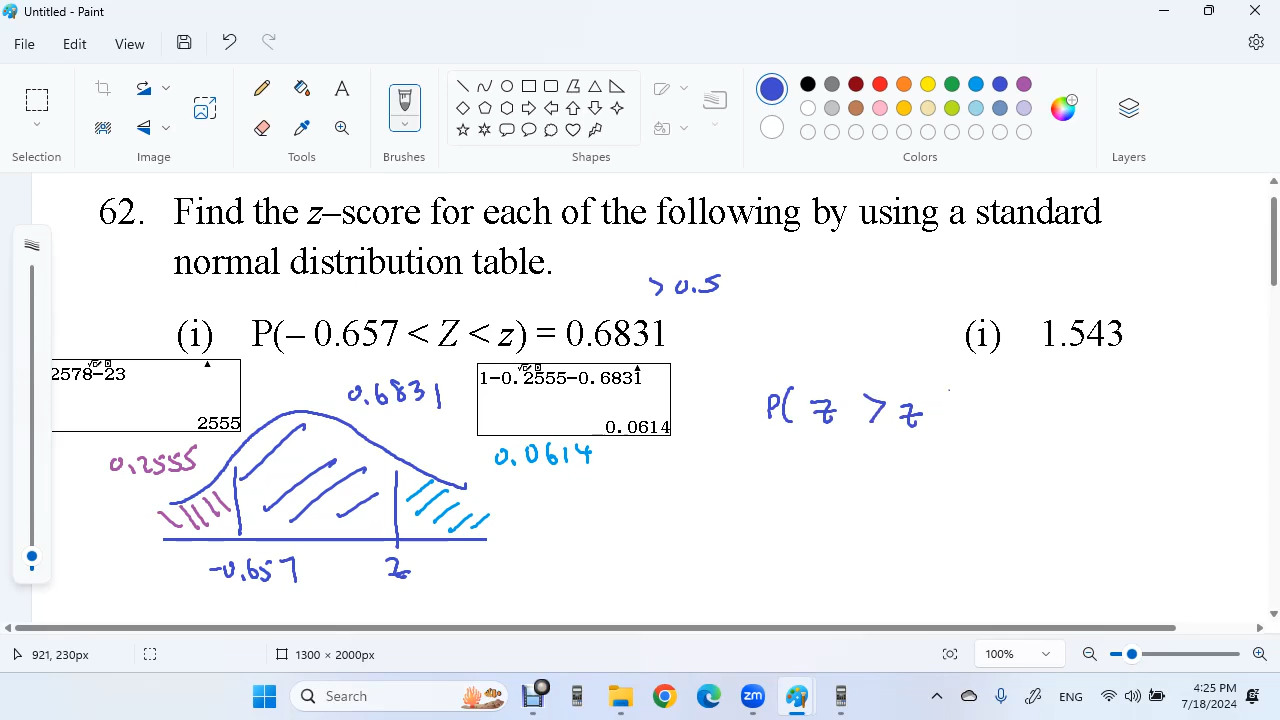 Untitled - Paint
File Edit View
Selection Image Tools Brushes Shapes Colors Layers
62. Find the z–score for each of the following by using a standard
normal distribution table.
> 0.5
(i) P(– 0.657 < Z < z) = 0.6831 (i) 1.543
2578-23
2555
0.6831
1-0.2555-0.6831
0.0614
P( z > z
0.2555
0.0614
-0.657 z
921, 230px 1300 × 2000px 100%
Search
zm
ENG
4:25 PM
7/18/2024